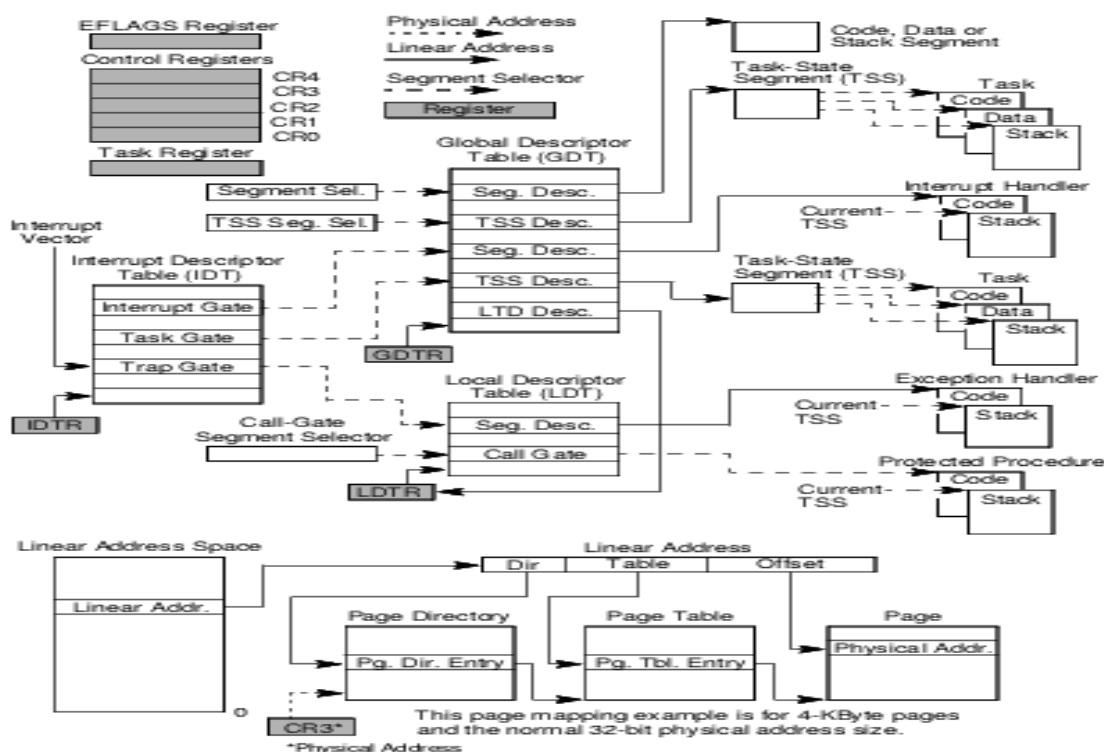 EFLAGS Register
Control Registers
CR4
CR3
CR2
CR1
CR0
Task Register
Physical Address
Linear Address
Segment Selector
Register
Code, Data or
Stack Segment
Task-State
Segment (TSS)
Task
Code
Data
Stack
Global Descriptor
Table (GDT)
Segment Sel.
Seg. Desc.
TSS Seg. Sel.
TSS Desc.
Interrupt Handler
Code
Current-
TSS
Stack
Interrupt
Vector
Seg. Desc.
Interrupt Descriptor
Table (IDT)
Task-State
Segment (TSS)
Task
Code
Data
Stack
TSS Desc.
Interrupt Gate
LTD Desc.
Task Gate
GDTR
Trap Gate
Local Descriptor
Table (LDT)
Exception Handler
Code
Current-
TSS
Stack
IDTR
Call-Gate
Segment Selector
Seg. Desc.
Call Gate
Protected Procedure
Code
Current-
TSS
Stack
LDTR
Linear Address Space
Linear Address
Dir
Table
Offset
Linear Addr.
Page Directory
Page Table
Page
Physical Addr.
Pg. Dir. Entry
Pg. Tbl. Entry
0
CR3*
This page mapping example is for 4-KByte pages
and the normal 32-bit physical address size.
*Physical Address